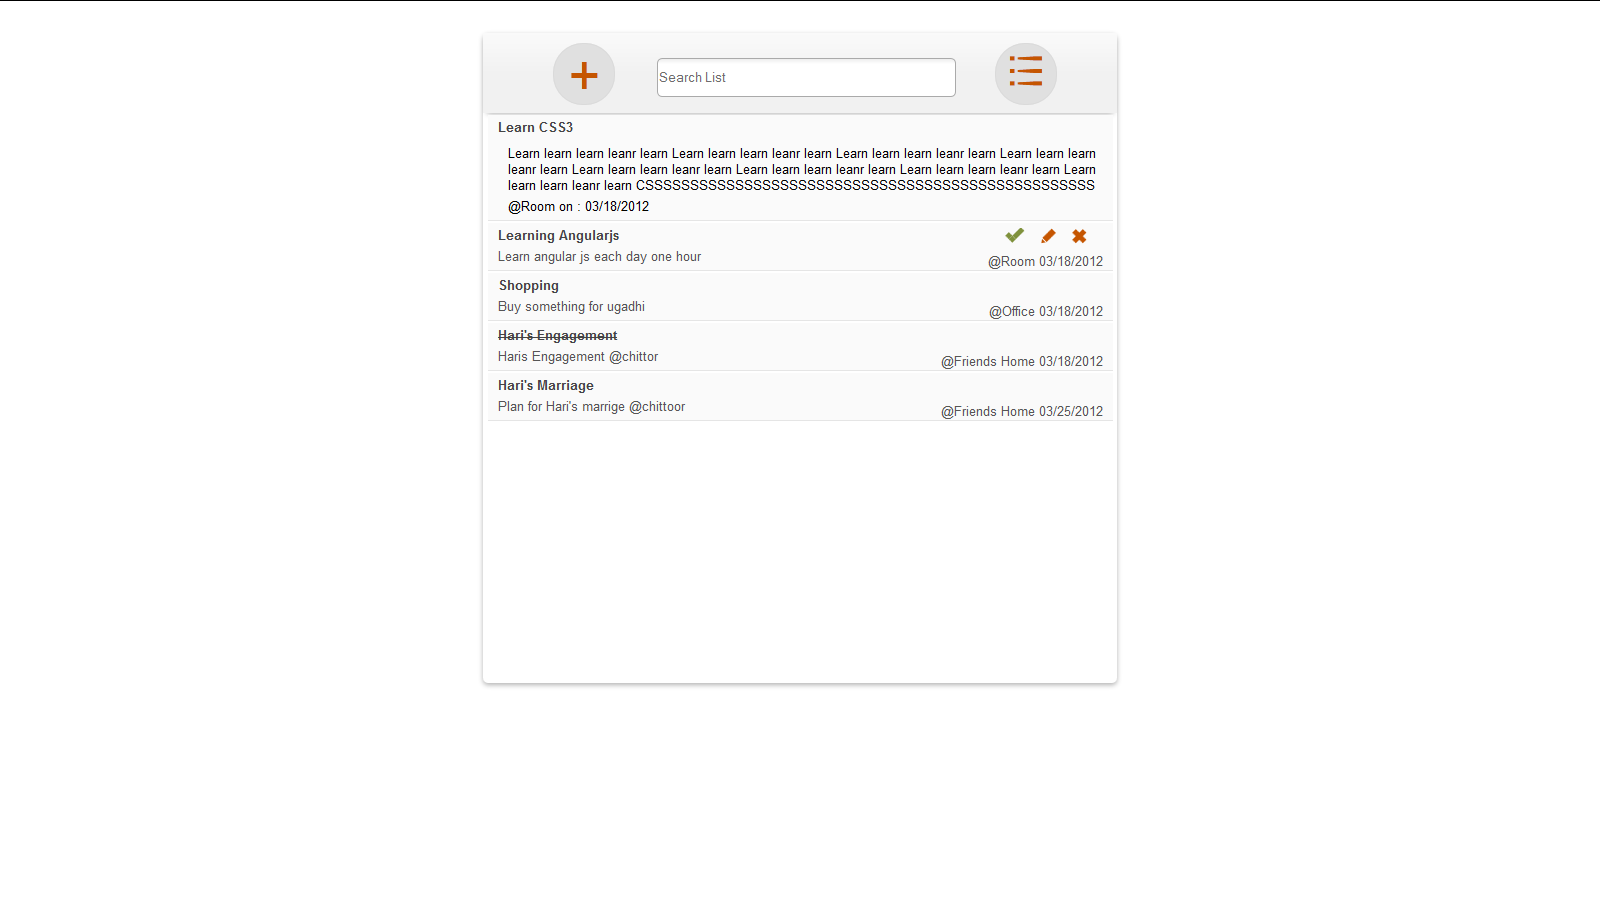 Search List
Learn CSS3
Learn learn learn leanr learn Learn learn learn leanr learn Learn learn learn leanr learn Learn learn learn
leanr learn Learn learn learn leanr learn Learn learn learn leanr learn Learn learn learn leanr learn Learn
learn learn leanr learn CSSSSSSSSSSSSSSSSSSSSSSSSSSSSSSSSSSSSSSSSSSSSSSSSSS
@Room on : 03/18/2012
Learning Angularjs
Learn angular js each day one hour
@Room 03/18/2012
Shopping
Buy something for ugadhi
@Office 03/18/2012
Hari's Engagement
Haris Engagement @chittor
@Friends Home 03/18/2012
Hari's Marriage
Plan for Hari's marrige @chittoor
@Friends Home 03/25/2012